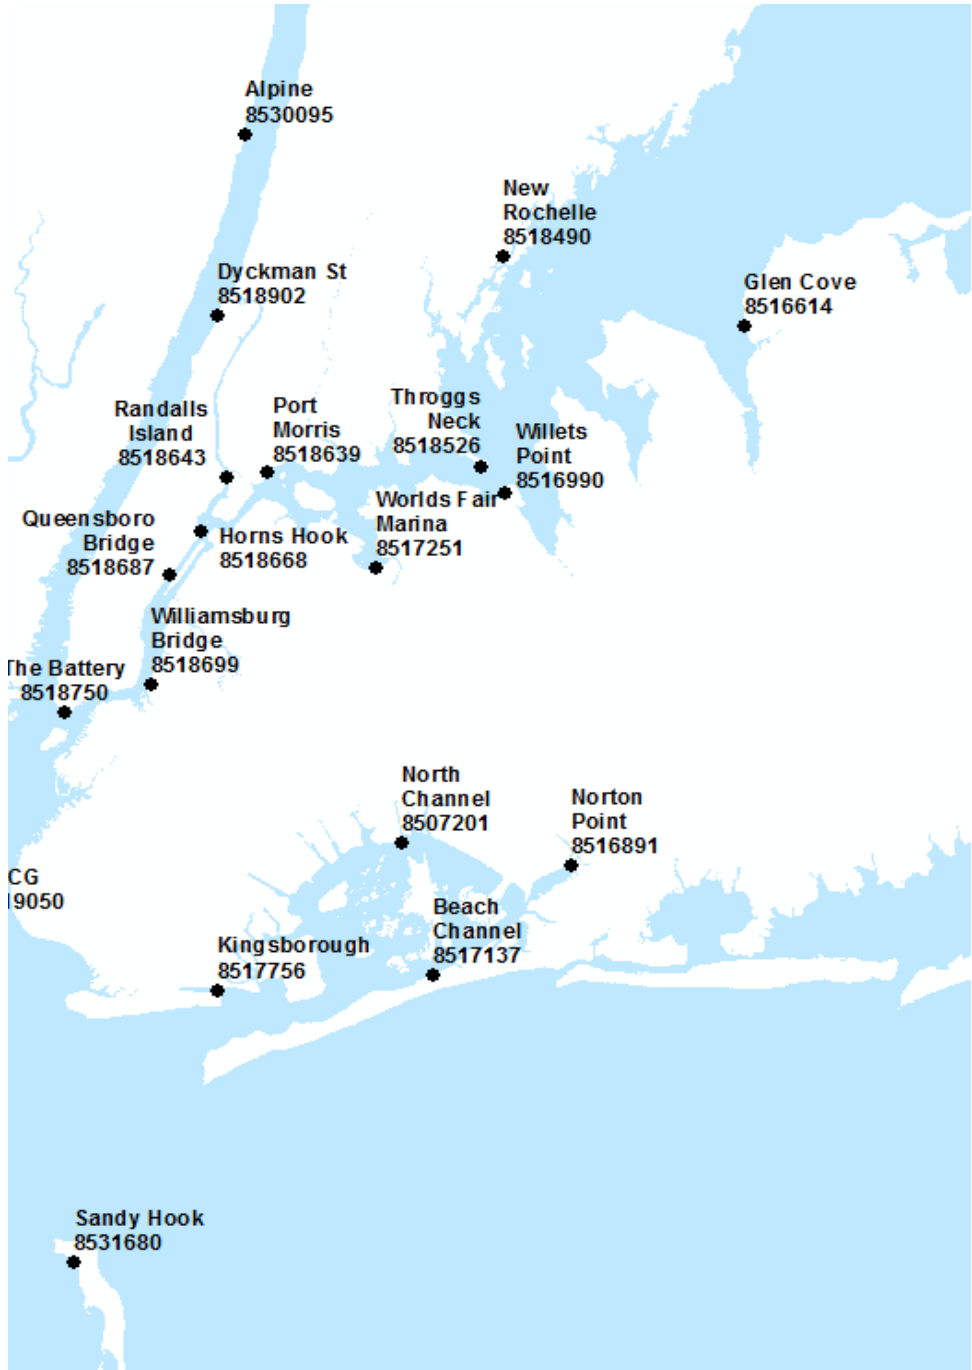 Alpine
8530095
New
Rochelle
8518490
Dyckman St
8518902
Glen Cove
8516614
Randalls
Island
8518643
Port
Morris
8518639
Throggs
Neck
8518526
Willets
Point
8516990
Worlds Fair
Marina
8517251
Queensboro
Bridge
8518687
Horns Hook
8518668
Williamsburg
Bridge
8518699
The Battery
8518750
North
Channel
8507201
Norton
Point
8516891
CG
19050
Beach
Channel
8517137
Kingsborough
8517756
Sandy Hook
8531680